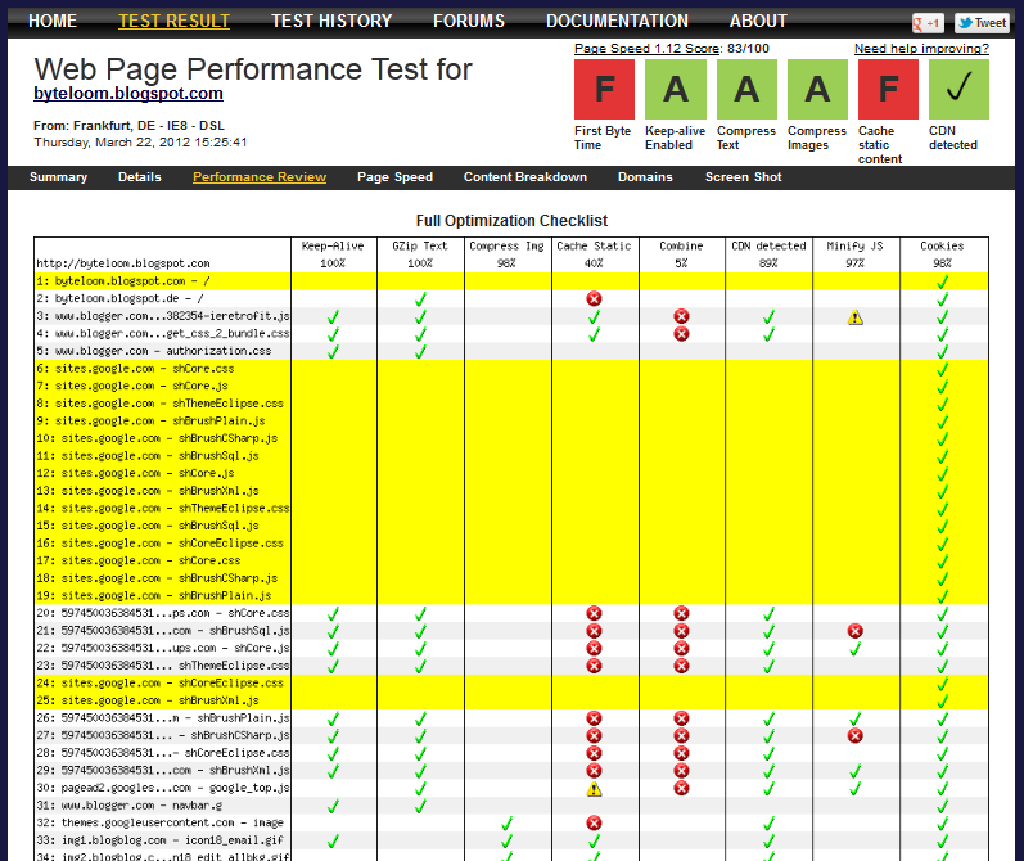 HOME TEST RESULT TEST HISTORY FORUMS DOCUMENTATION ABOUT +1 Tweet
Page Speed 1.12 Score: 83/100 Need help improving?
Web Page Performance Test for
byteloom.blogspot.com
From: Frankfurt, DE - IE8 - DSL
Thursday, March 22, 2012 15:25:41
F A A A F
First Byte Time
Keep-alive Enabled
Compress Text
Compress Images
Cache static content
CDN detected
Summary Details Performance Review Page Speed Content Breakdown Domains Screen Shot
Full Optimization Checklist
Keep-Alive GZip Text Compress Img Cache Static Combine CDN detected Minify JS Cookies
http://byteloom.blogspot.com 100% 100% 98% 40% 5% 89% 97% 98%
1: byteloom.blogspot.com - /
2: byteloom.blogspot.de - /
3: www.blogger.com...382354-ieretrofit.js
4: www.blogger.com...get_css_2_bundle.css
5: www.blogger.com - authorization.css
6: sites.google.com - shCore.css
7: sites.google.com - shCore.js
8: sites.google.com - shThemeEclipse.css
9: sites.google.com - shBrushPlain.js
10: sites.google.com - shBrushCSharp.js
11: sites.google.com - shBrushSql.js
12: sites.google.com - shCore.js
13: sites.google.com - shBrushXml.js
14: sites.google.com - shThemeEclipse.css
15: sites.google.com - shBrushSql.js
16: sites.google.com - shCoreEclipse.css
17: sites.google.com - shCore.css
18: sites.google.com - shBrushCSharp.js
19: sites.google.com - shBrushPlain.js
20: 597450036384531...ps.com - shCore.css
21: 597450036384531...com - shBrushSql.js
22: 597450036384531...ups.com - shCore.js
23: 597450036384531... shThemeEclipse.css
24: sites.google.com - shCoreEclipse.css
25: sites.google.com - shBrushXml.js
26: 597450036384531...m - shBrushPlain.js
27: 597450036384531... - shBrushCSharp.js
28: 597450036384531...- shCoreEclipse.css
29: 597450036384531...com - shBrushXml.js
30: pagead2.googles...com - google_top.js
31: www.blogger.com - navbar.g
32: themes.googleusercontent.com - image
33: img1.blogblog.com - icon18_email.gif
34: img2.blogblog.c...n18_edit_allbkg.gif